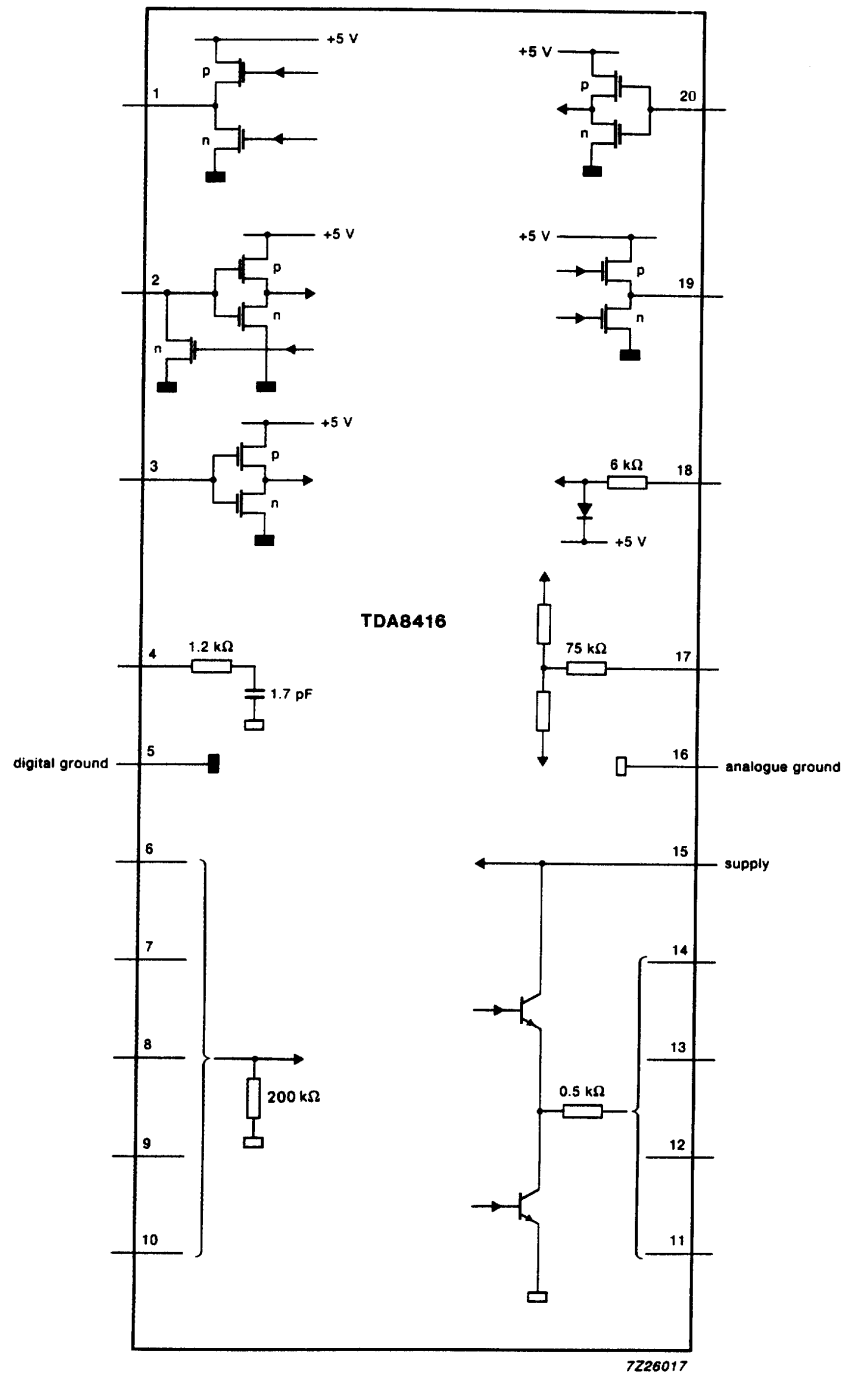 +5 V
p
1
n
+5 V
p
20
n
+5 V
p
2
n
n
+5 V
p
19
n
+5 V
p
3
n
6 kΩ
18
+5 V
TDA8416
1.2 kΩ
4
1.7 pF
75 kΩ
17
digital ground
5
16
analogue ground
6
15
supply
7
14
8
13
200 kΩ
0.5 kΩ
9
12
10
11
7Z26017